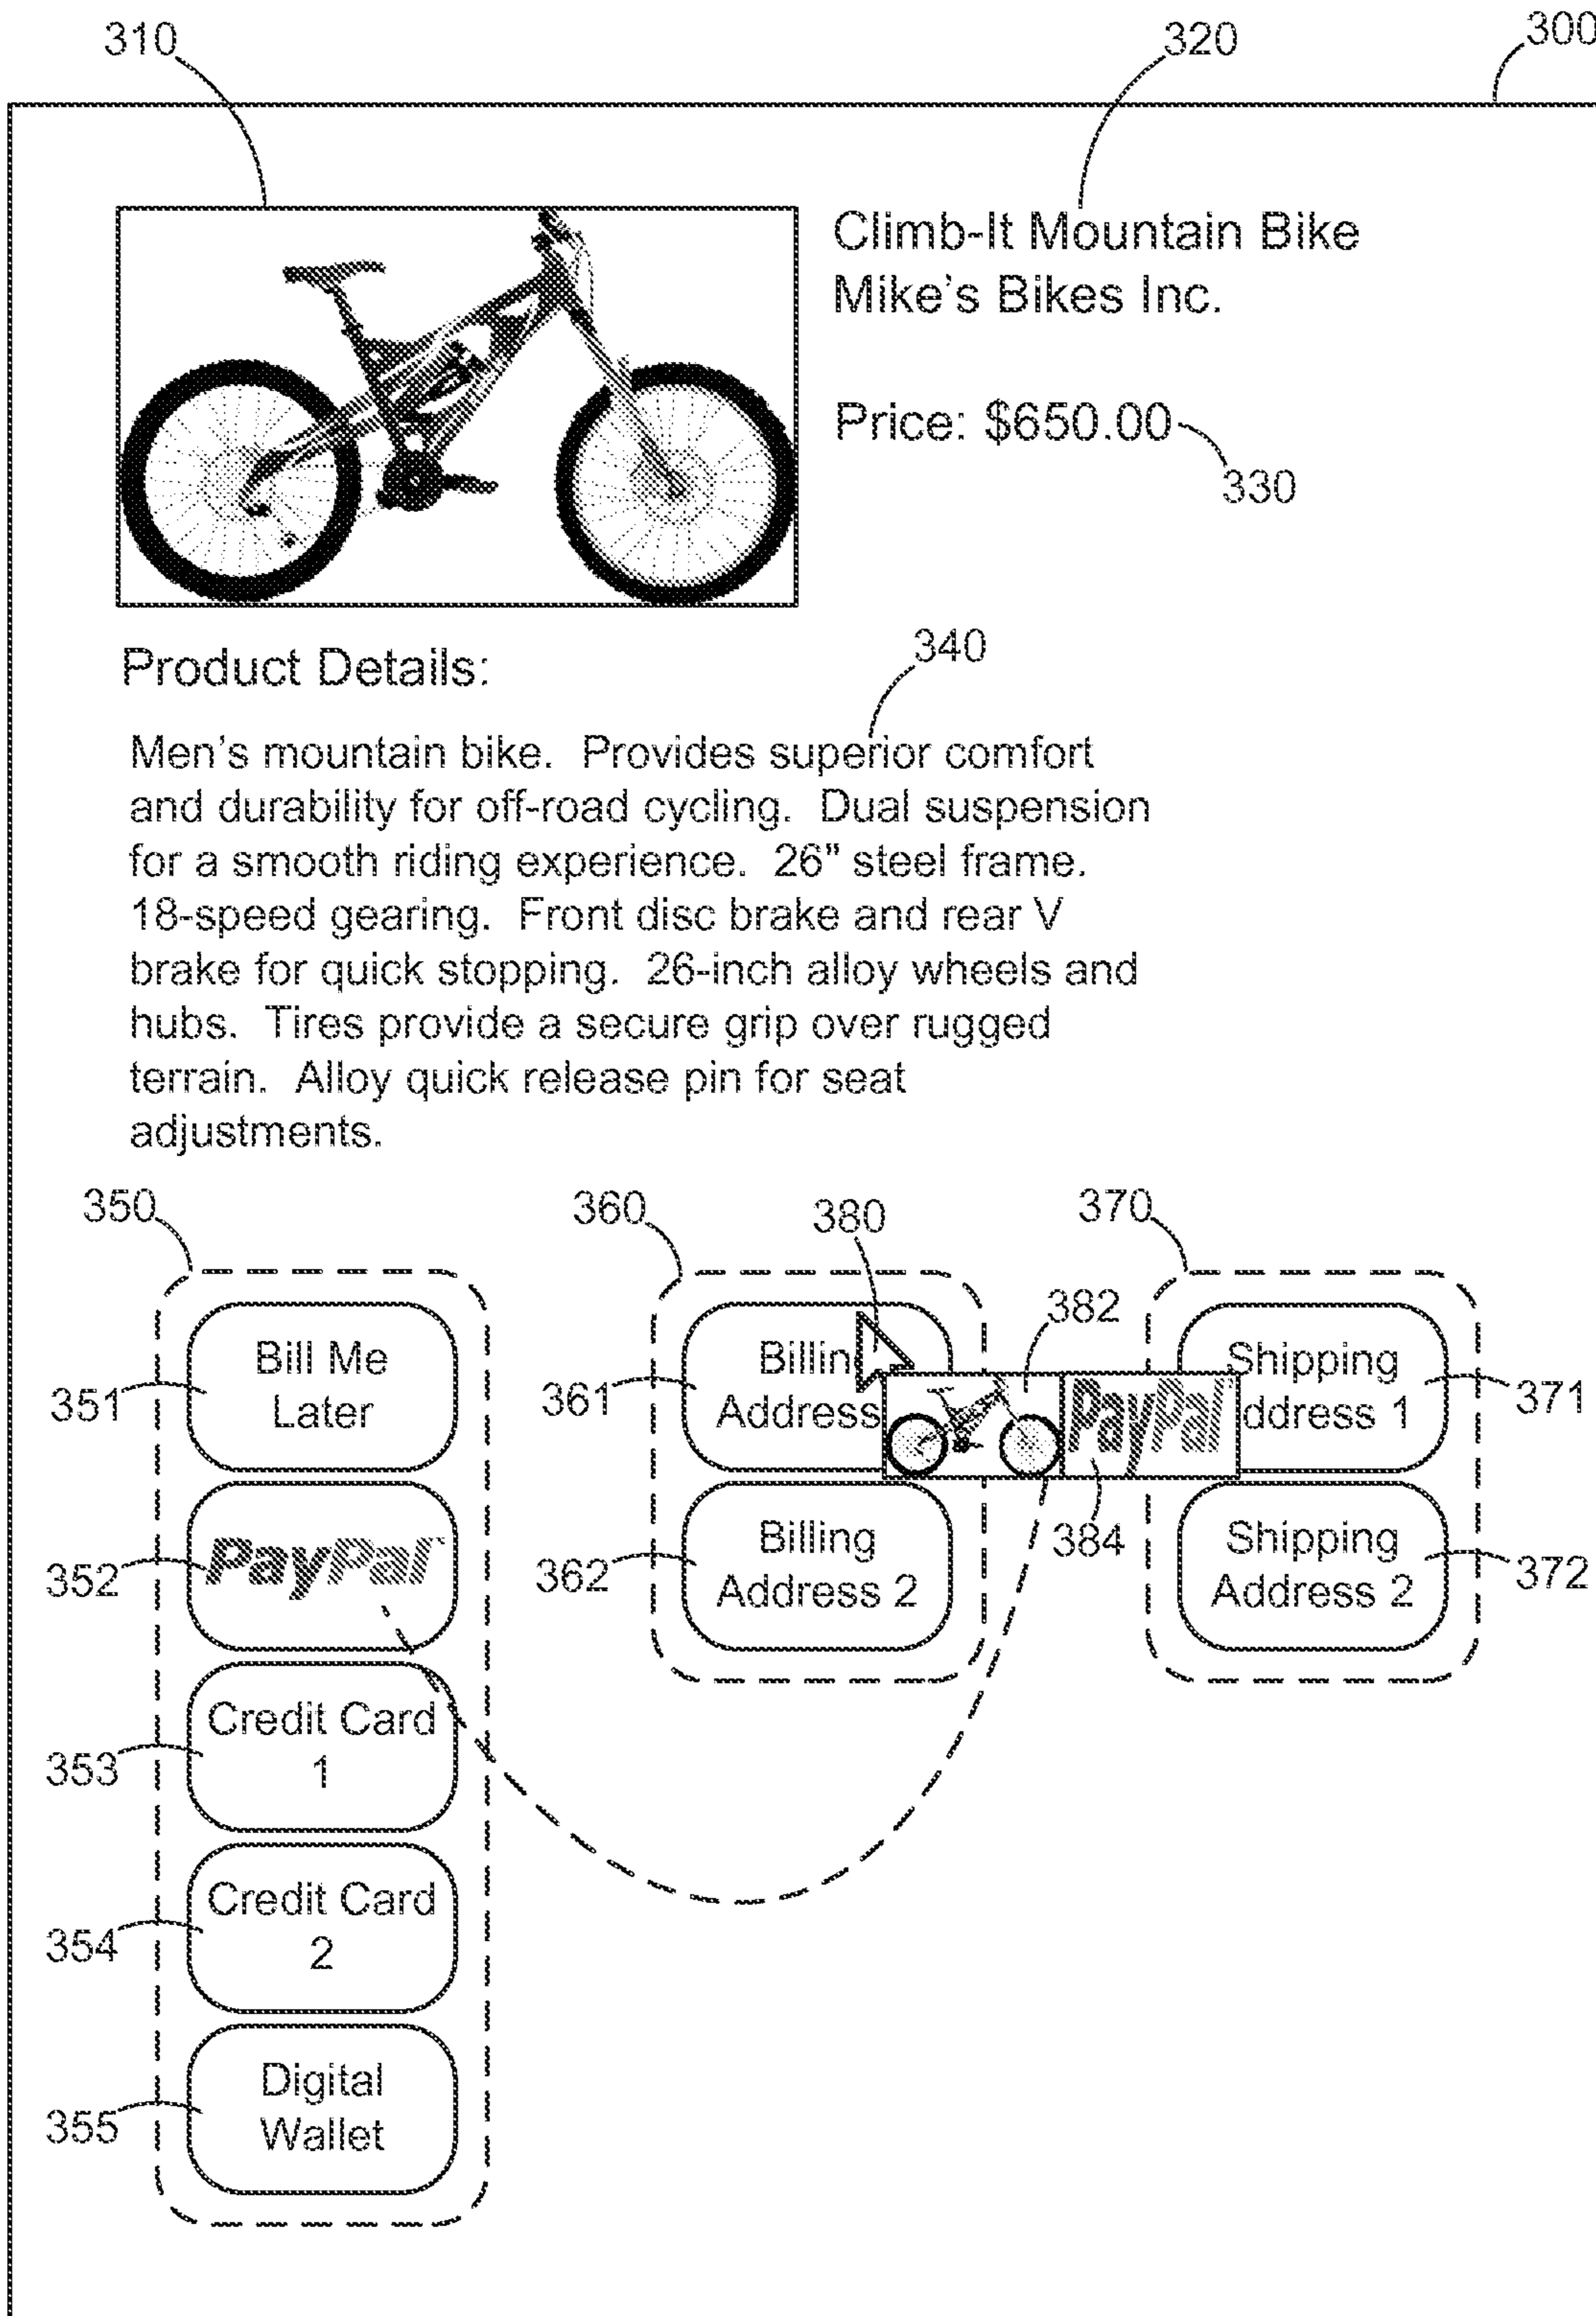 310
320
300
Climb-It Mountain Bike
Mike's Bikes Inc.
Price: $650.00
330
Product Details:
340
Men's mountain bike. Provides superior comfort
and durability for off-road cycling. Dual suspension
for a smooth riding experience. 26" steel frame.
18-speed gearing. Front disc brake and rear V
brake for quick stopping. 26-inch alloy wheels and
hubs. Tires provide a secure grip over rugged
terrain. Alloy quick release pin for seat
adjustments.
350
360
380
370
351
Bill Me
Later
361
Billing
Address
382
PayPal
384
Shipping
ddress 1
371
352
PayPal
362
Billing
Address 2
Shipping
Address 2
372
353
Credit Card
1
354
Credit Card
2
355
Digital
Wallet